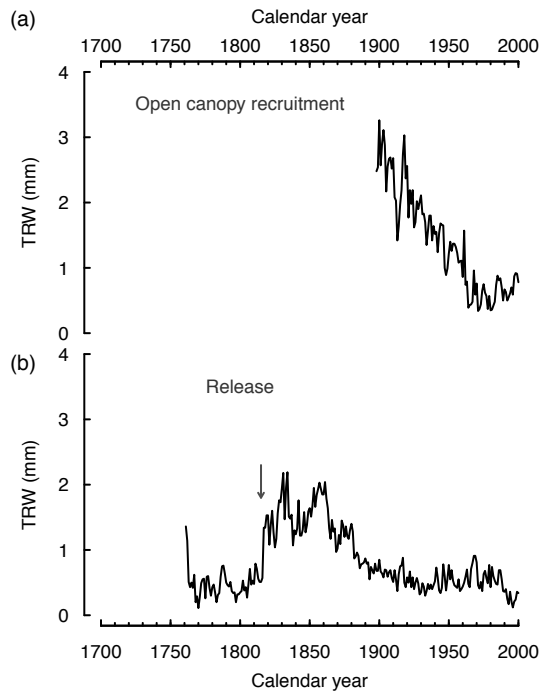 (a)
Calendar year
1700 1750 1800 1850 1900 1950 2000
4
Open canopy recruitment
3
TRW (mm)
2
1
0
(b)
4
Release
3
TRW (mm)
2
1
0
1700 1750 1800 1850 1900 1950 2000
Calendar year